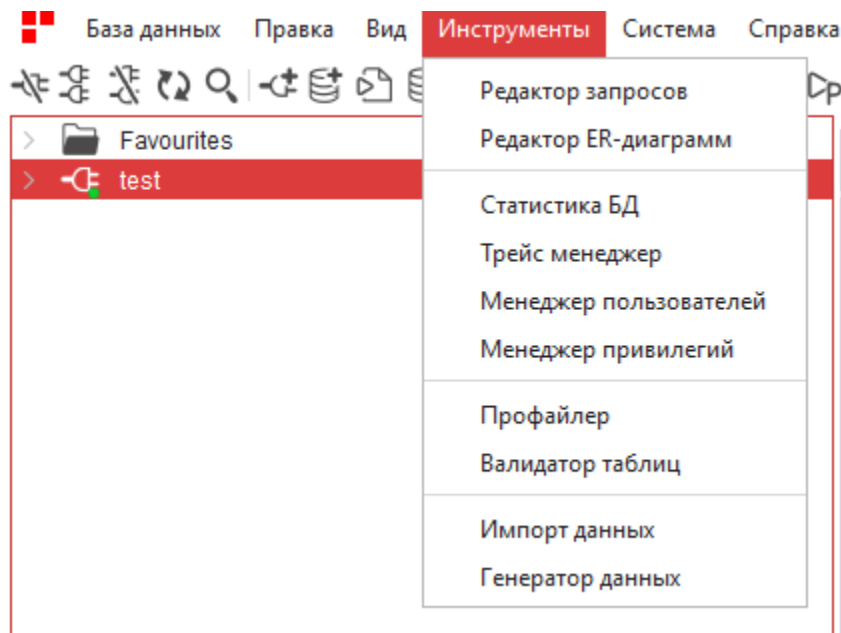 База данных Правка Вид Инструменты Система Справка
Редактор запросов
Favourites
Редактор ER-диаграмм
test
Статистика БД
Трейс менеджер
Менеджер пользователей
Менеджер привилегий
Профайлер
Валидатор таблиц
Импорт данных
Генератор данных